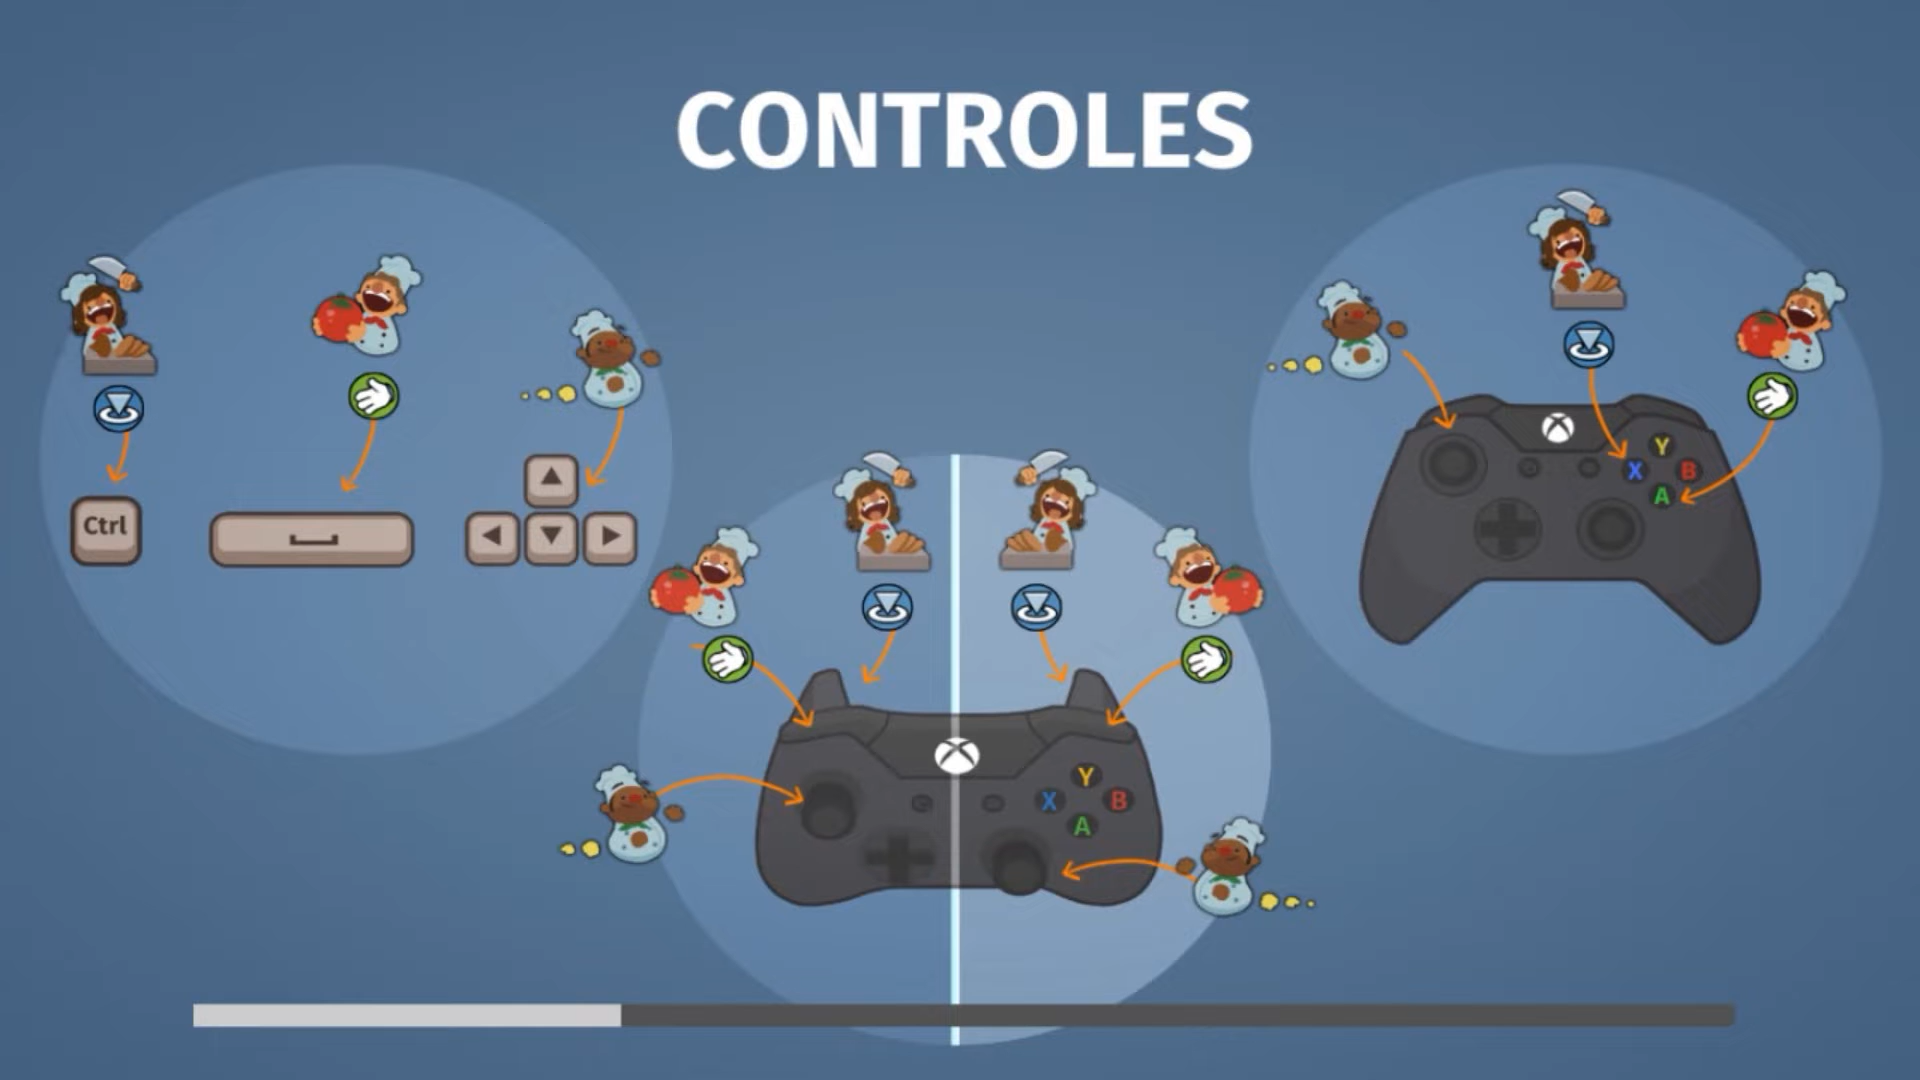 CONTROLES
Ctrl
Y
X B
A
Y
X B
A